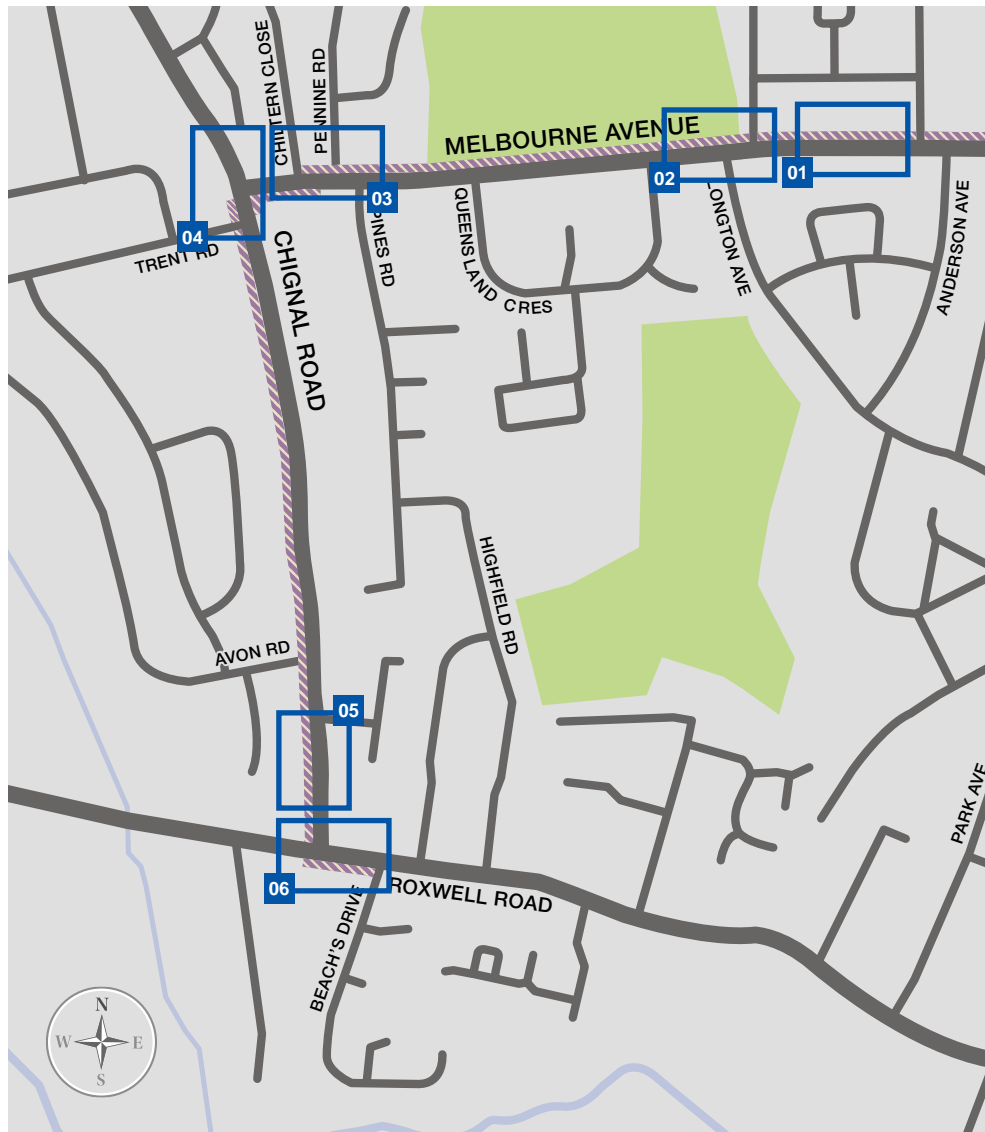 CHILTERN CLOSE
PENNINE RD
MELBOURNE AVENUE
01
02
03
04
TRENT RD
CHIGNAL ROAD
PINES RD
QUEENSLAND CRES
LONGTON AVE
ANDERSON AVE
HIGHFIELD RD
AVON RD
05
PARK AVE
06
ROXWELL ROAD
BEACH'S DRIVE
N
W
E
S